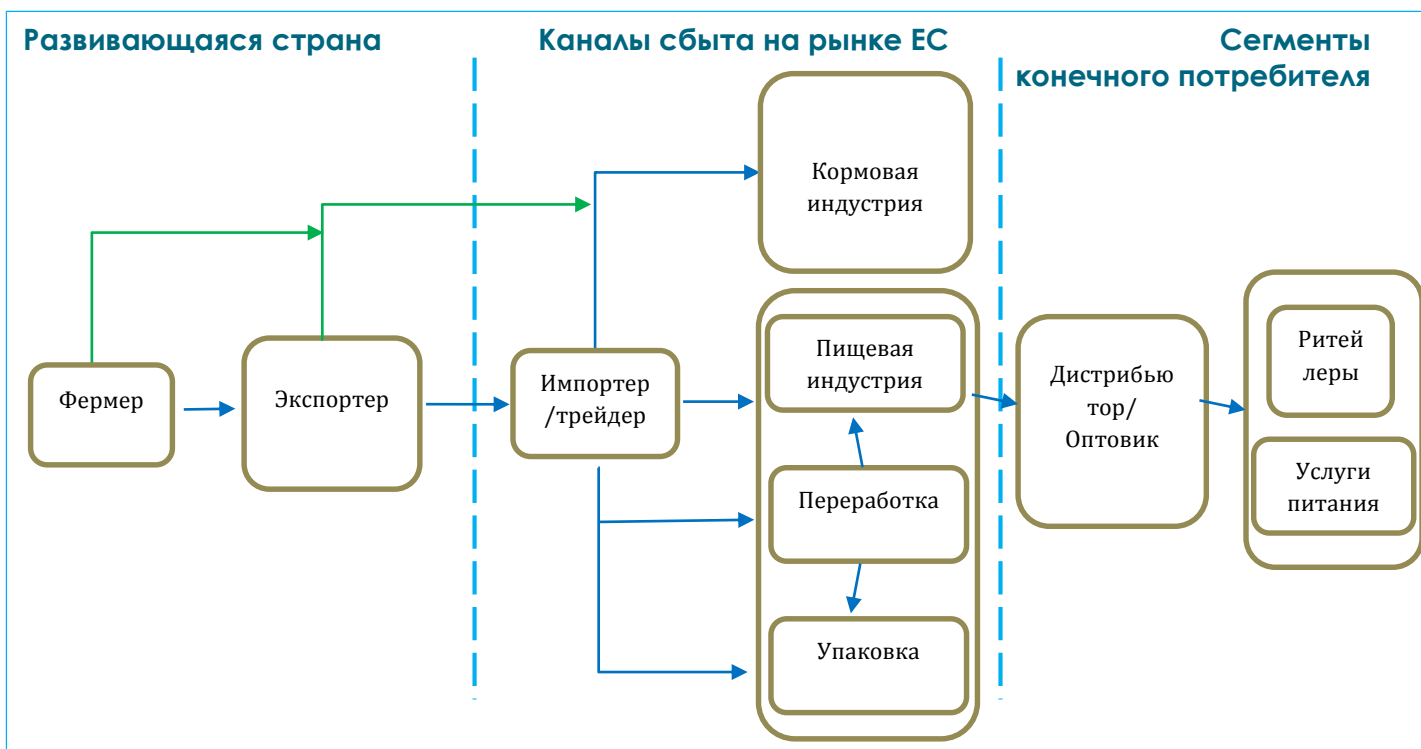 Развивающаяся страна
Каналы сбыта на рынке ЕС
Сегменты
конечного потребителя
Кормовая
индустрия
Фермер
Экспортер
Импортер
/трейдер
Пищевая
индустрия
Переработка
Упаковка
Дистрибью
тор/
Оптовик
Ритей
леры
Услуги
питания